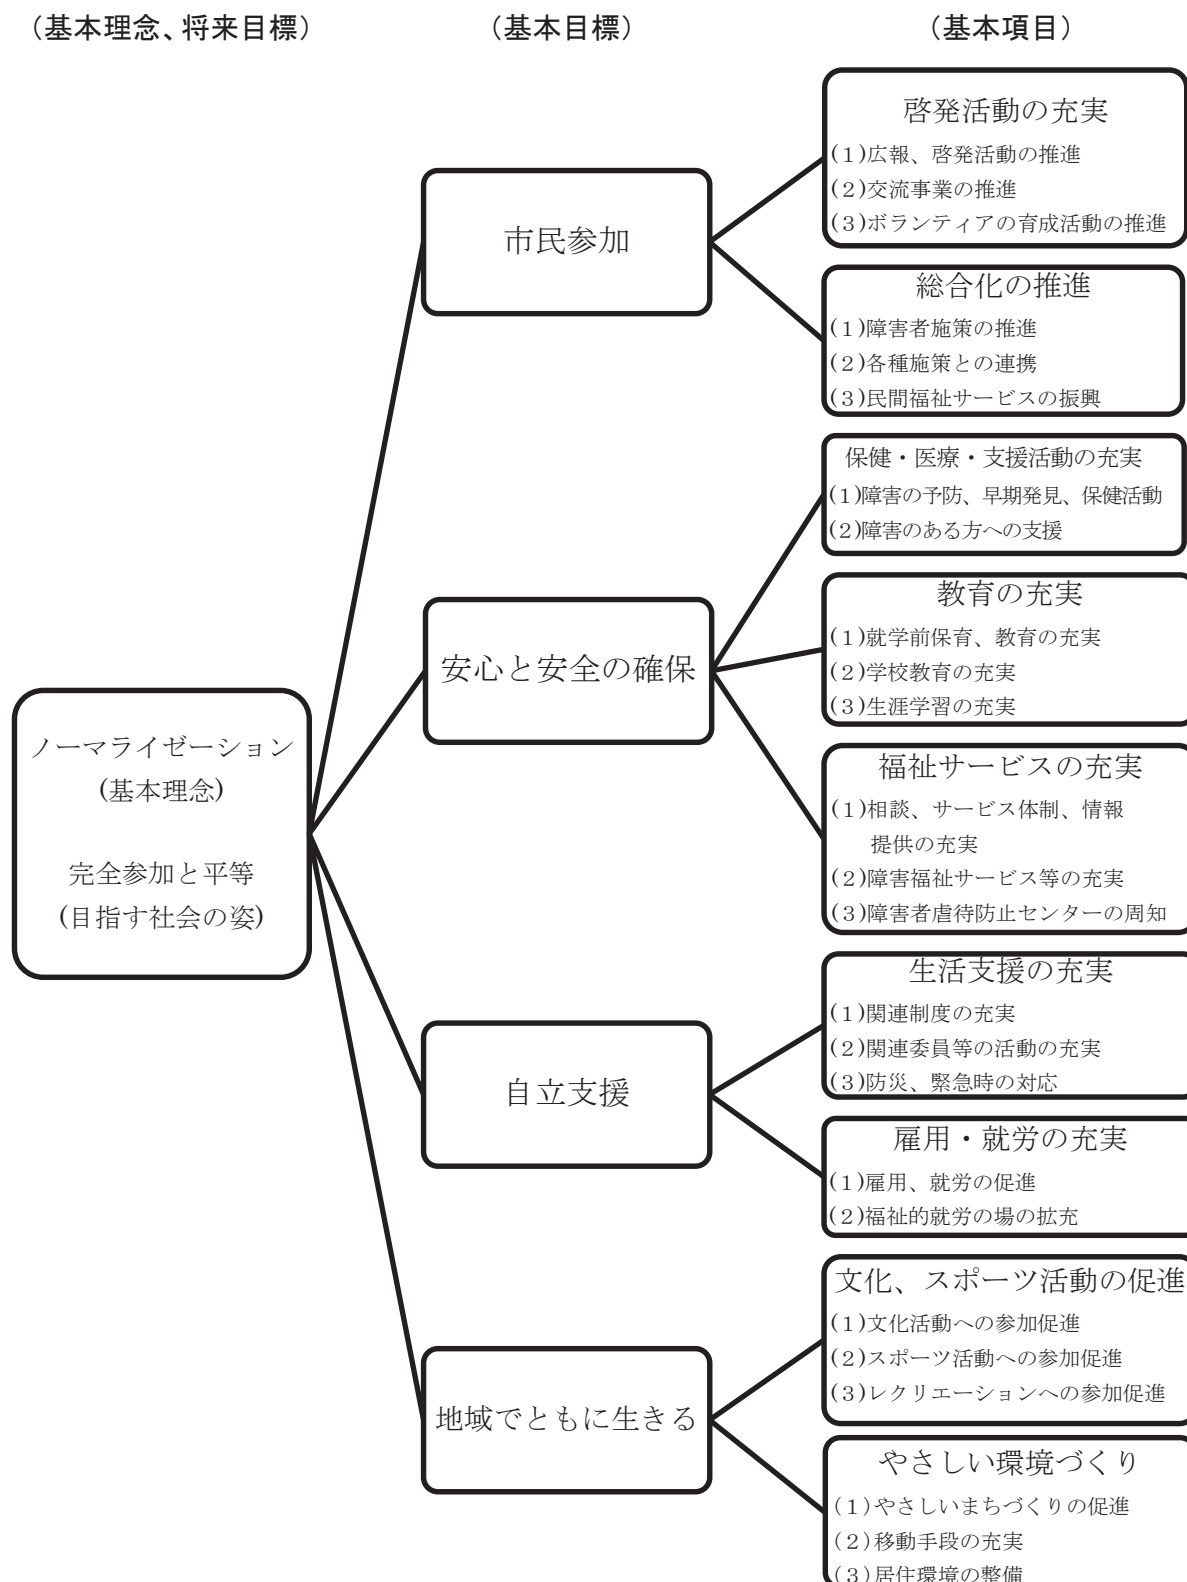 （基本理念、将来目標）
（基本目標）
（基本項目）
ノーマライゼーション
(基本理念)
完全参加と平等
(目指す社会の姿)
市民参加
啓発活動の充実
(１)広報、啓発活動の推進
(２)交流事業の推進
(３)ボランティアの育成活動の推進
総合化の推進
(１)障害者施策の推進
(２)各種施策との連携
(３)民間福祉サービスの振興
安心と安全の確保
保健・医療・支援活動の充実
(１)障害の予防、早期発見、保健活動
(２)障害のある方への支援
教育の充実
(１)就学前保育、教育の充実
(２)学校教育の充実
(３)生涯学習の充実
福祉サービスの充実
(１)相談、サービス体制、情報
提供の充実
(２)障害福祉サービス等の充実
(３)障害者虐待防止センターの周知
自立支援
生活支援の充実
(１)関連制度の充実
(２)関連委員等の活動の充実
(３)防災、緊急時の対応
雇用・就労の充実
(１)雇用、就労の促進
(２)福祉的就労の場の拡充
地域でともに生きる
文化、スポーツ活動の促進
(１)文化活動への参加促進
(２)スポーツ活動への参加促進
(３)レクリエーションへの参加促進
やさしい環境づくり
(１)やさしいまちづくりの促進
(２)移動手段の充実
(３)居住環境の整備